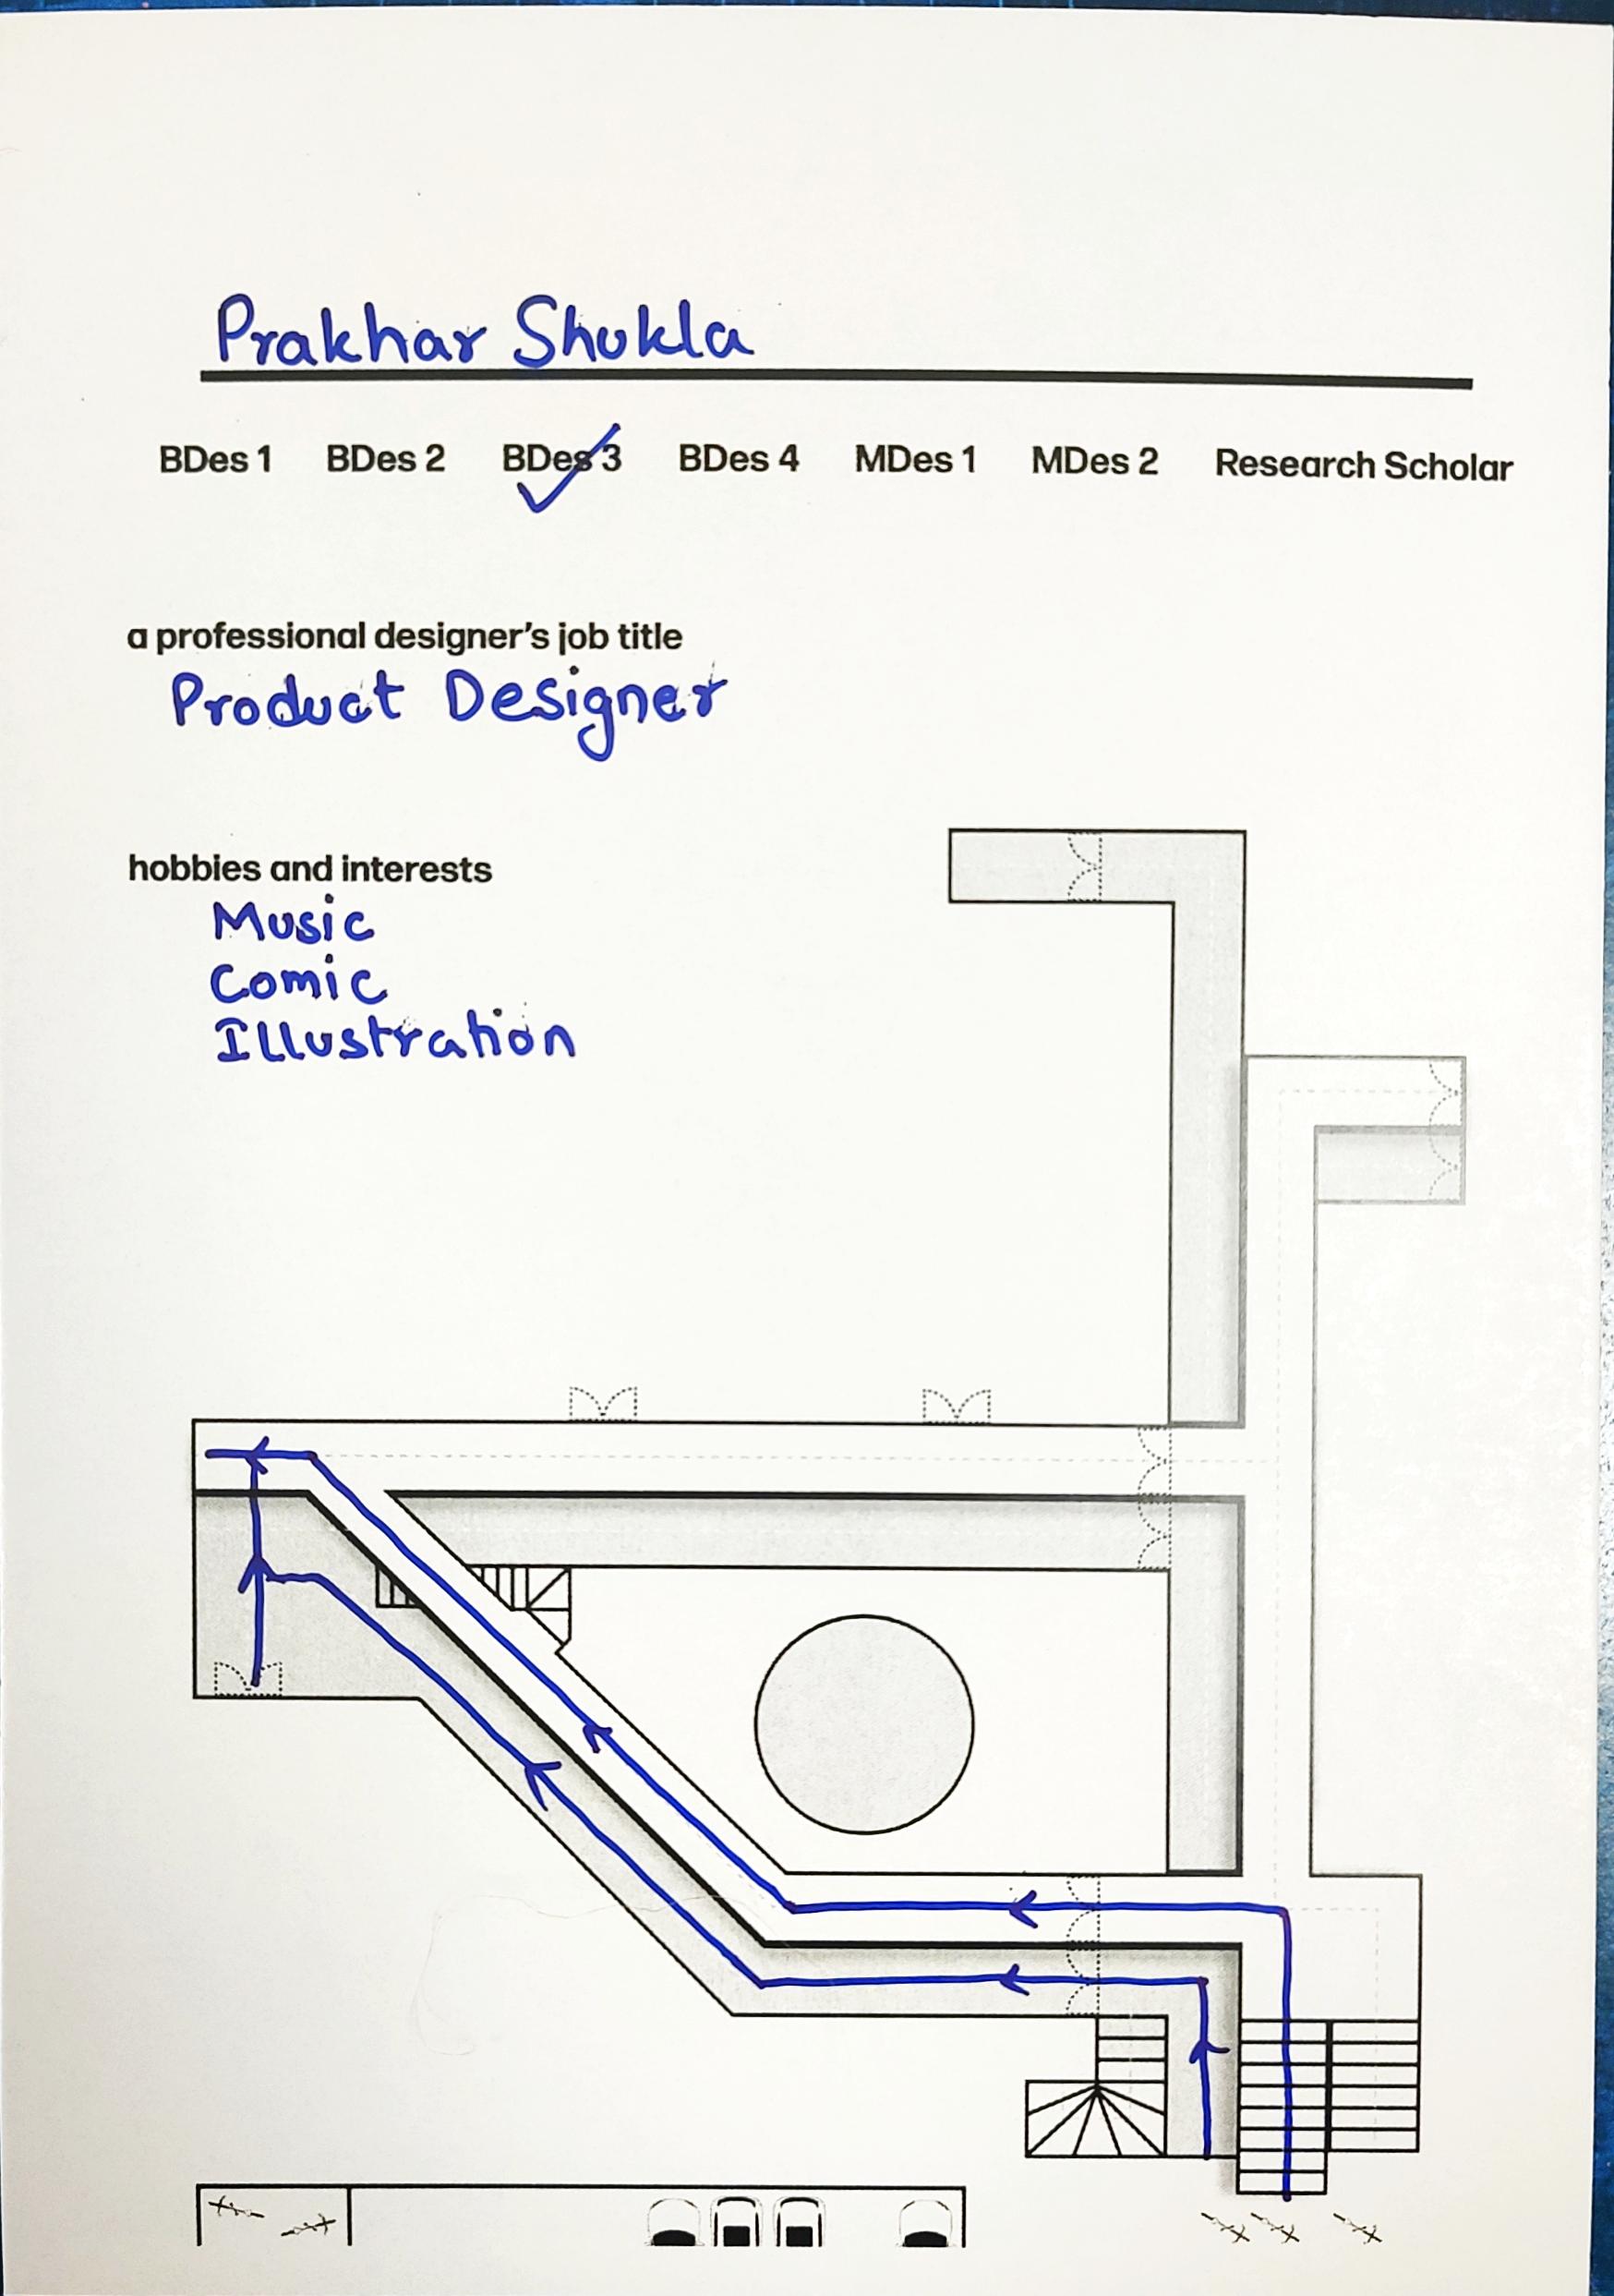 Prakhar Shukla
BDes 1 BDes 2 BDes 3 BDes 4 MDes 1 MDes 2 Research Scholar
a professional designer's job title
Product Designer
hobbies and interests
Music
Comic
Illustration